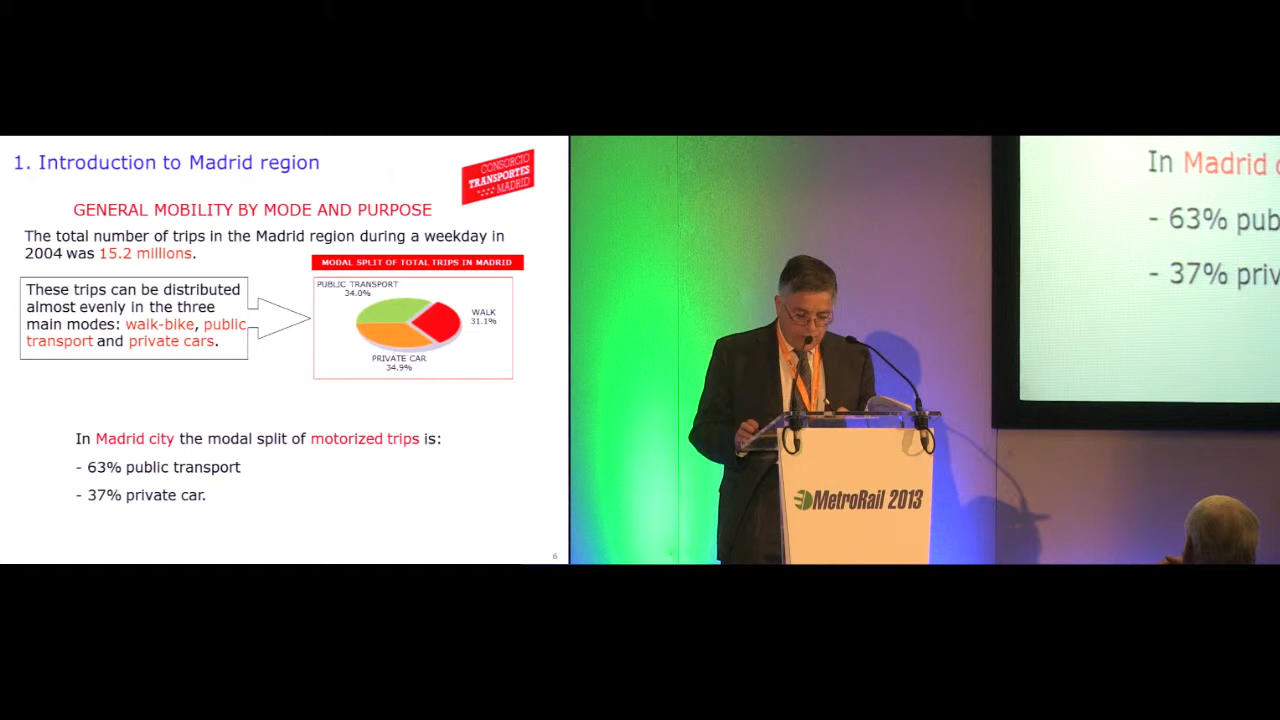 1. Introduction to Madrid region
CONSORCIO
TRANSPORTES
MADRID
GENERAL MOBILITY BY MODE AND PURPOSE
The total number of trips in the Madrid region during a weekday in
2004 was 15.2 millions.
MODAL SPLIT OF TOTAL TRIPS IN MADRID
These trips can be distributed
almost evenly in the three
main modes: walk-bike, public
transport and private cars.
PUBLIC TRANSPORT
34.0%
WALK
31.1%
PRIVATE CAR
34.9%
In Madrid city the modal split of motorized trips is:
- 63% public transport
- 37% private car.
6
In Madrid c
- 63% pub
- 37% priv
MetroRail 2013